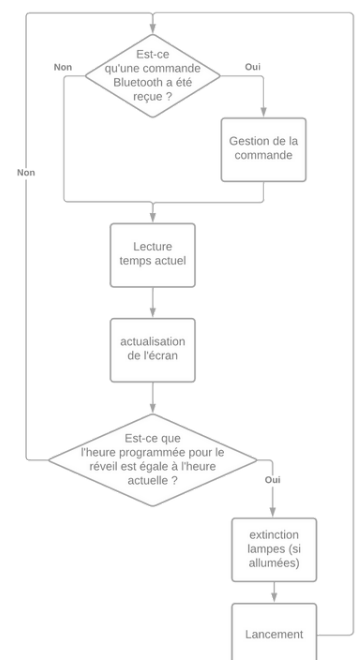 Est-ce
qu'une commande
Bluetooth a été
reçue ?
Non
Oui
Gestion de la
commande
Non
Lecture
temps actuel
actualisation
de l'écran
Est-ce que
l'heure programmée pour le
réveil est égale à l'heure
actuelle ?
Oui
extinction
lampes (si
allumées)
Lancement